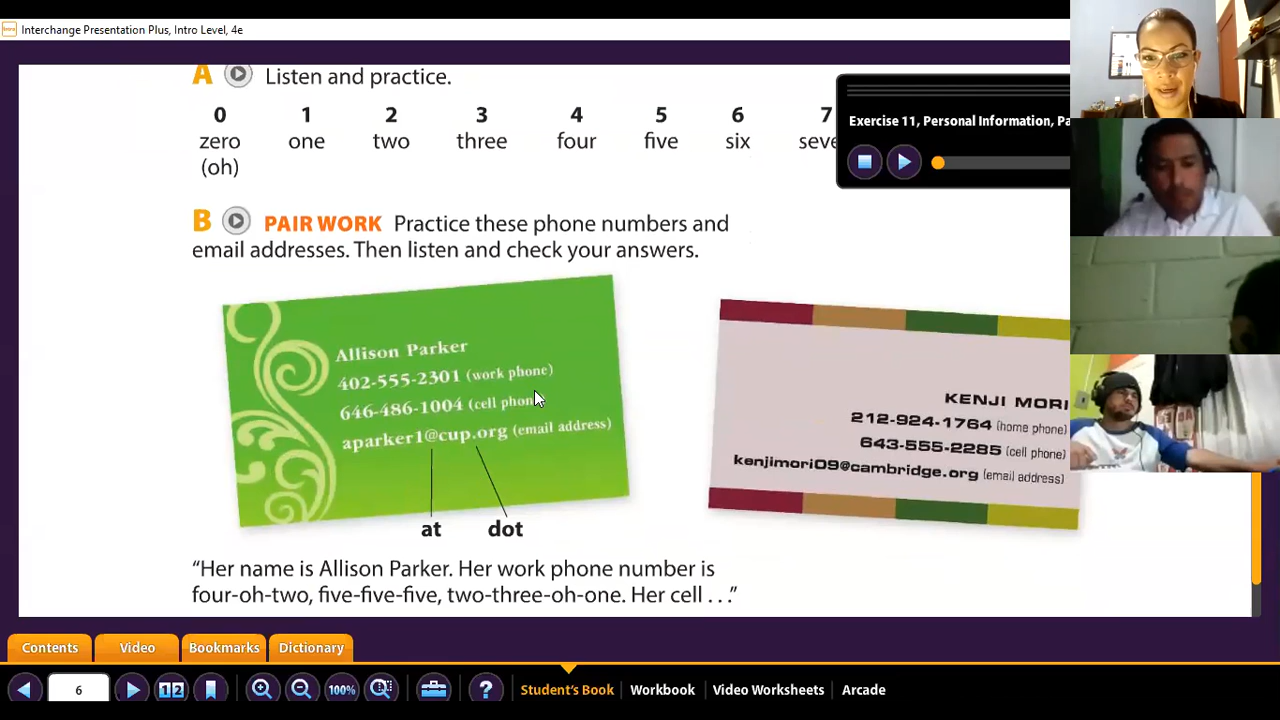 Interchange Presentation Plus, Intro Level, 4e
A Listen and practice.
0 1 2 3 4 5 6 7
zero one two three four five six seve
(oh)
Exercise 11, Personal Information, Pa
B PAIR WORK Practice these phone numbers and
email addresses. Then listen and check your answers.
Allison Parker
402-555-2301 (work phone)
646-486-1004 (cell phon
aparker1@cup.org (email address)
at dot
KENJI MORI
212-924-1764 (home phone)
643-555-2285 (cell phone)
kenjimori09@cambridge.org (email address)
“Her name is Allison Parker. Her work phone number is
four-oh-two, five-five-five, two-three-oh-one. Her cell . . .”
Contents Video Bookmarks Dictionary
6 12 100% ? Student's Book Workbook Video Worksheets Arcade